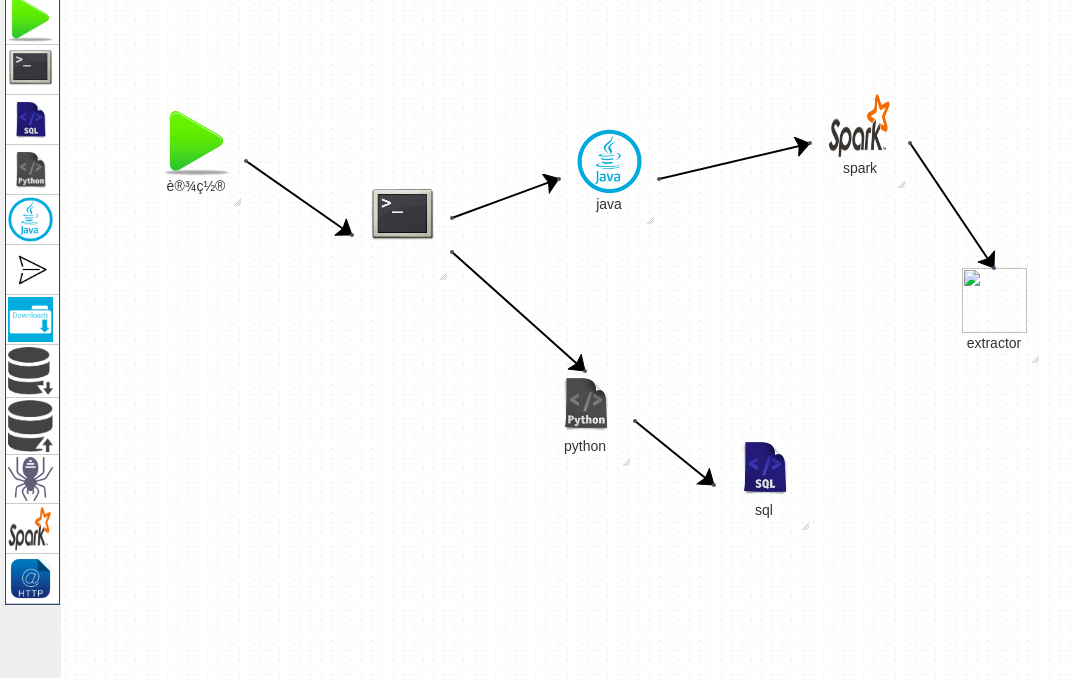 >_
SQL
Python
Java
Downloads
Spark
@
HTTP
è®¾ç½®
>_
Java
java
Spark
spark
extractor
Python
python
SQL
sql